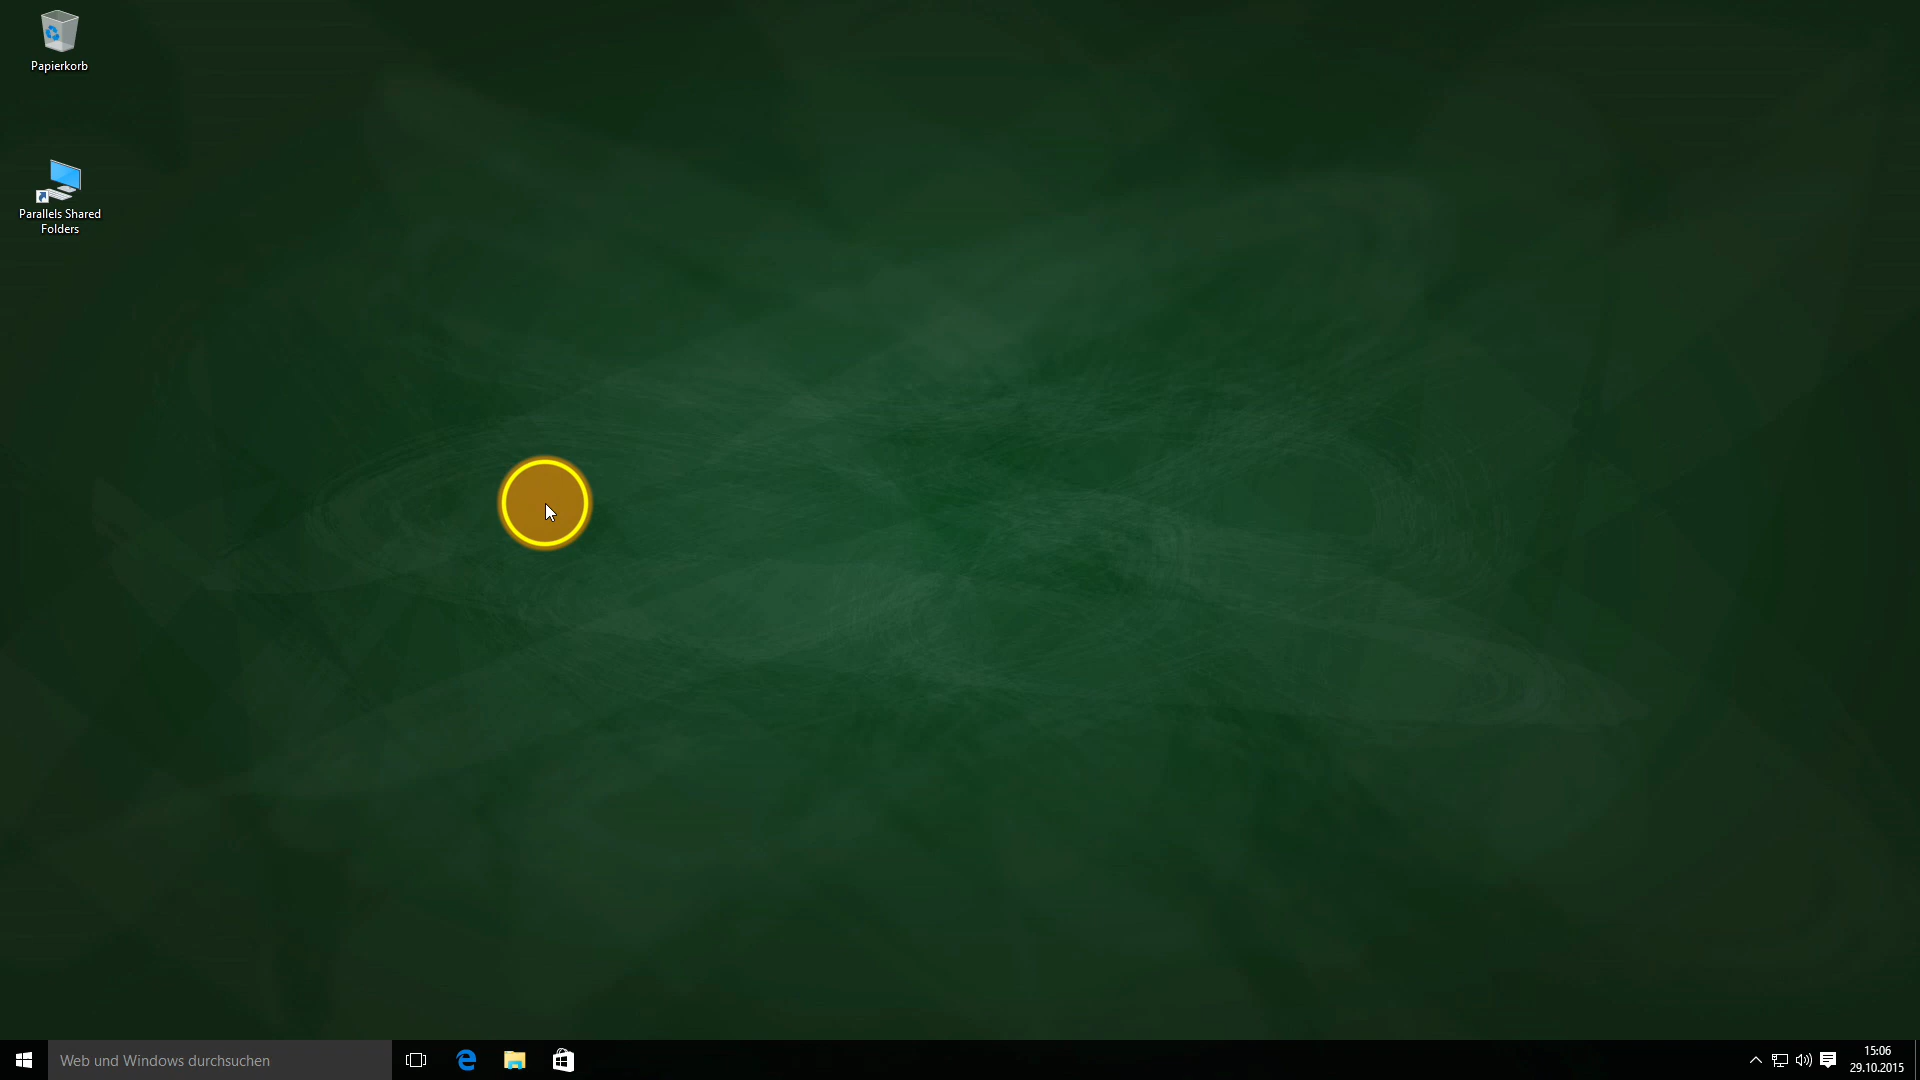 Papierkorb
Parallels Shared
Folders
Web und Windows durchsuchen
15:06
29.10.2015